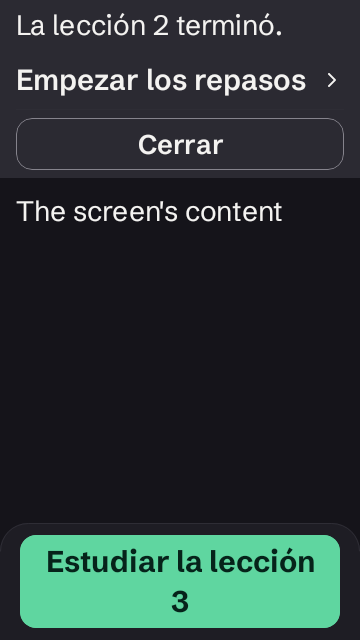 La lección 2 terminó.
Empezar los repasos
Cerrar
The screen's content
Estudiar la lección
3